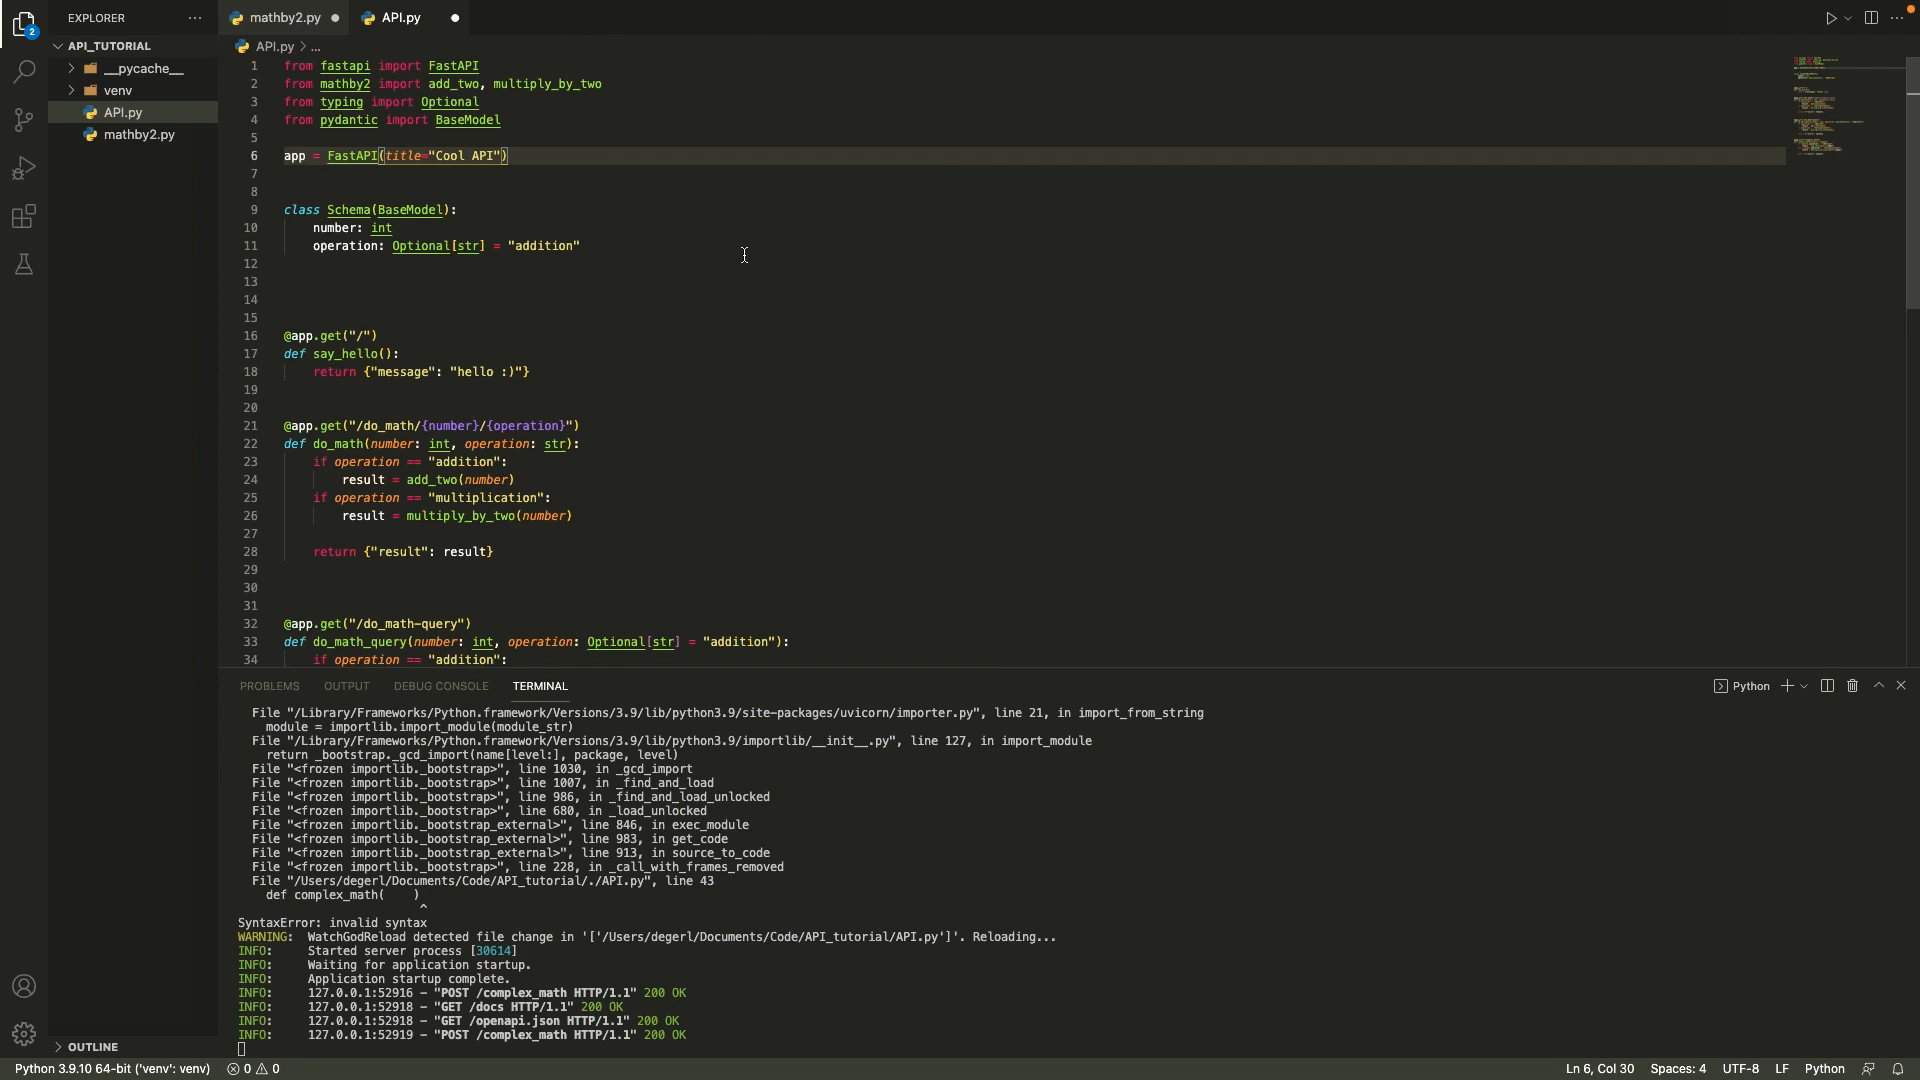 EXPLORER
mathby2.py
API.py
2
API_TUTORIAL
__pycache__
venv
API.py
mathby2.py
OUTLINE
API.py > ...
1 from fastapi import FastAPI
2 from mathby2 import add_two, multiply_by_two
3 from typing import Optional
4 from pydantic import BaseModel
5
6 app = FastAPI(title="Cool API")
7
8
9 class Schema(BaseModel):
10 number: int
11 operation: Optional[str] = "addition"
12
13
14
15
16 @app.get("/")
17 def say_hello():
18 return {"message": "hello :)"}
19
20
21 @app.get("/do_math/{number}/{operation}")
22 def do_math(number: int, operation: str):
23 if operation == "addition":
24 result = add_two(number)
25 if operation == "multiplication":
26 result = multiply_by_two(number)
27
28 return {"result": result}
29
30
31
32 @app.get("/do_math-query")
33 def do_math_query(number: int, operation: Optional[str] = "addition"):
34 if operation == "addition":
PROBLEMS OUTPUT DEBUG CONSOLE TERMINAL
Python
File "/Library/Frameworks/Python.framework/Versions/3.9/lib/python3.9/site-packages/uvicorn/importer.py", line 21, in import_from_string
module = importlib.import_module(module_str)
File "/Library/Frameworks/Python.framework/Versions/3.9/lib/python3.9/importlib/__init__.py", line 127, in import_module
return _bootstrap._gcd_import(name[level:], package, level)
File "<frozen importlib._bootstrap>", line 1030, in _gcd_import
File "<frozen importlib._bootstrap>", line 1007, in _find_and_load
File "<frozen importlib._bootstrap>", line 986, in _find_and_load_unlocked
File "<frozen importlib._bootstrap>", line 680, in _load_unlocked
File "<frozen importlib._bootstrap_external>", line 846, in exec_module
File "<frozen importlib._bootstrap_external>", line 983, in get_code
File "<frozen importlib._bootstrap_external>", line 913, in source_to_code
File "<frozen importlib._bootstrap>", line 228, in _call_with_frames_removed
File "/Users/degerl/Documents/Code/API_tutorial/./API.py", line 43
def complex_math(    )
^
SyntaxError: invalid syntax
WARNING: WatchGodReload detected file change in '['/Users/degerl/Documents/Code/API_tutorial/API.py']'. Reloading...
INFO: Started server process [30614]
INFO: Waiting for application startup.
INFO: Application startup complete.
INFO: 127.0.0.1:52916 - "POST /complex_math HTTP/1.1" 200 OK
INFO: 127.0.0.1:52918 - "GET /docs HTTP/1.1" 200 OK
INFO: 127.0.0.1:52918 - "GET /openapi.json HTTP/1.1" 200 OK
INFO: 127.0.0.1:52919 - "POST /complex_math HTTP/1.1" 200 OK
Python 3.9.10 64-bit ('venv': venv) 0 0 Ln 6, Col 30 Spaces: 4 UTF-8 LF Python